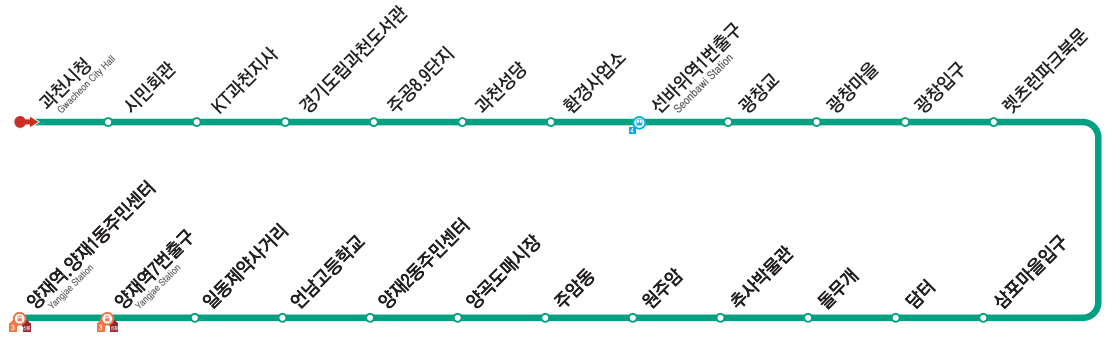 과천시청
Gwacheon City Hall
시민회관
KT과천지사
경기도립과천도서관
주공8.9단지
과천성당
환경사업소
선바위역1번출구
Seonbawi Station
4
광창교
광창마을
광창입구
렛츠런파크북문
양재역.양재1동주민센터
Yangjae Station
3
양재역7번출구
Yangjae Station
3
일동제약사거리
언남고등학교
양재2동주민센터
양곡도매시장
주암동
원주암
추사박물관
돌무개
담터
삼포마을입구